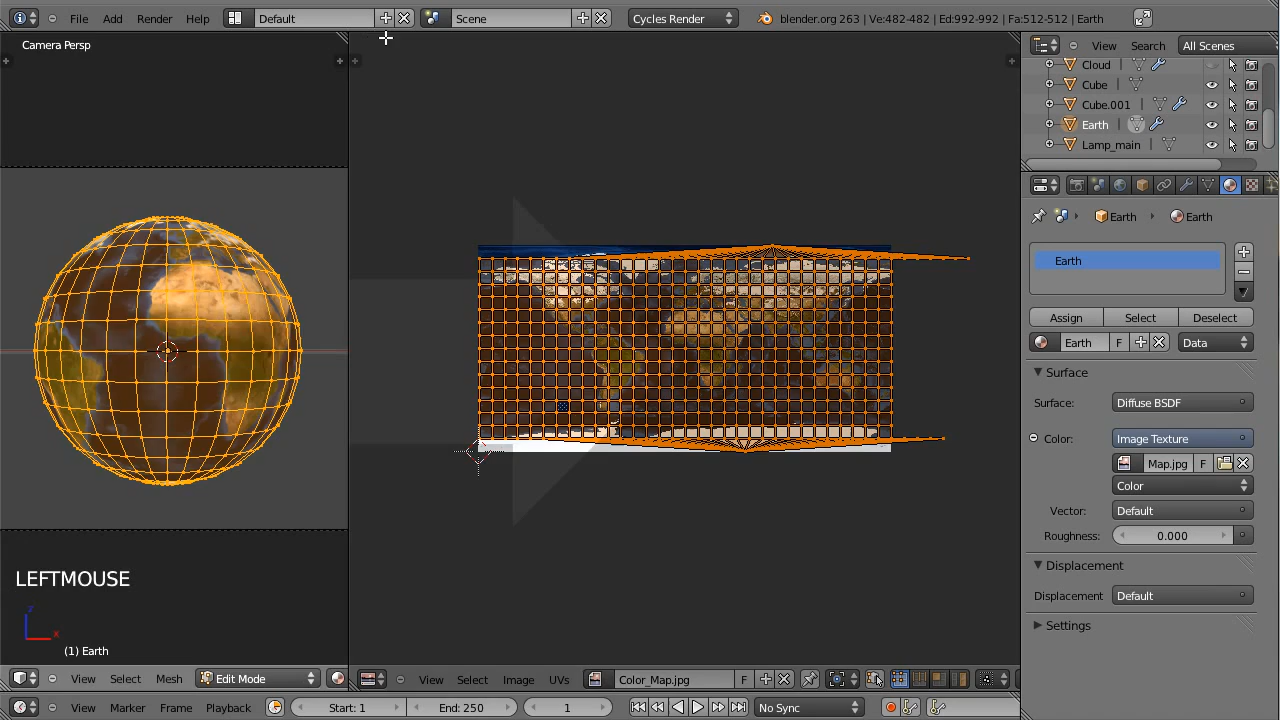 File Add Render Help Default Scene Cycles Render blender.org 263 | Ve:482-482 | Ed:992-992 | Fa:512-512 | Earth
Camera Persp
View Search All Scenes
Cloud
Cube
Cube.001
Earth
Lamp_main
Earth Earth
Earth
Assign Select Deselect
Earth F Data
Surface
Surface: Diffuse BSDF
Color: Image Texture
Map.jpg F
Color
Vector: Default
Roughness: 0.000
Displacement
Displacement Default
Settings
LEFTMOUSE
z
x
(1) Earth
View Select Mesh Edit Mode View Select Image UVs Color_Map.jpg F
View Marker Frame Playback Start: 1 End: 250 1 No Sync